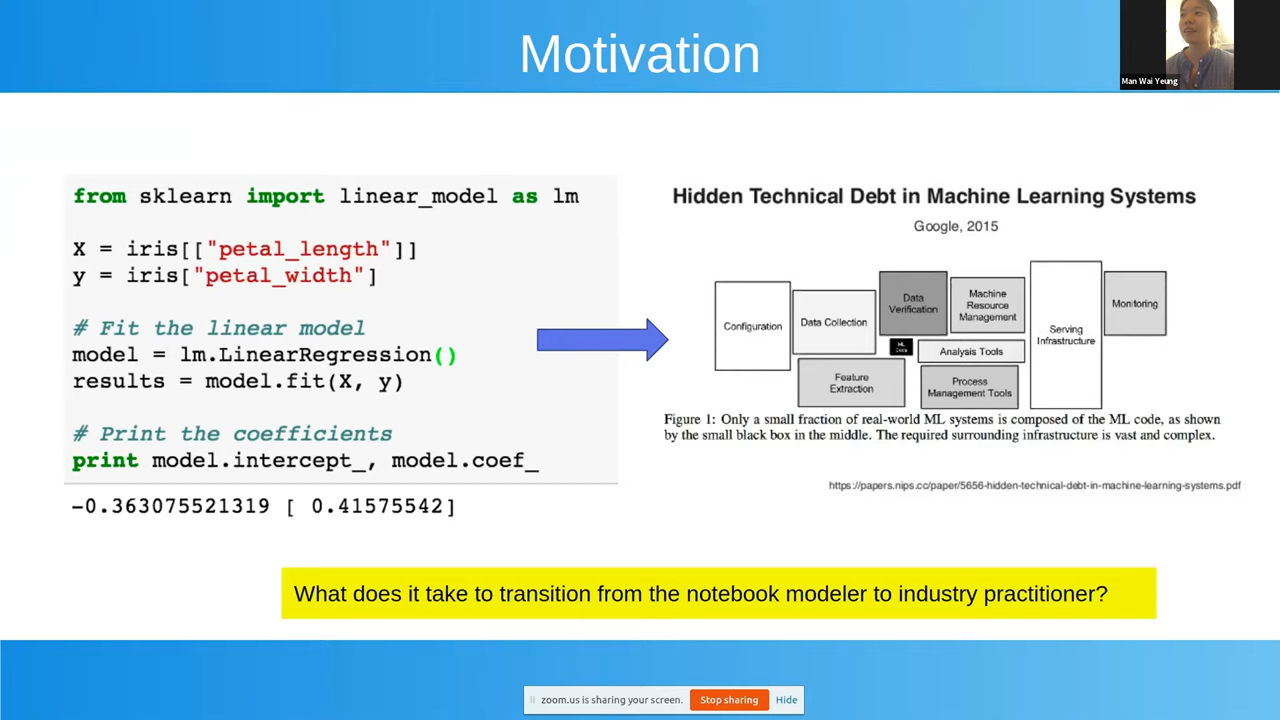 Motivation
Man Wai Yeung
from sklearn import linear_model as lm
X = iris[["petal_length"]]
y = iris["petal_width"]
# Fit the linear model
model = lm.LinearRegression()
results = model.fit(X, y)
# Print the coefficients
print model.intercept_, model.coef_
-0.363075521319 [ 0.41575542]
Hidden Technical Debt in Machine Learning Systems
Google, 2015
Configuration
Data Collection
Data
Verification
Machine
Resource
Management
Monitoring
Serving
Infrastructure
ML
Code
Analysis Tools
Feature
Extraction
Process
Management Tools
Figure 1: Only a small fraction of real-world ML systems is composed of the ML code, as shown
by the small black box in the middle. The required surrounding infrastructure is vast and complex.
https://papers.nips.cc/paper/5656-hidden-technical-debt-in-machine-learning-systems.pdf
What does it take to transition from the notebook modeler to industry practitioner?
zoom.us is sharing your screen. Stop sharing Hide